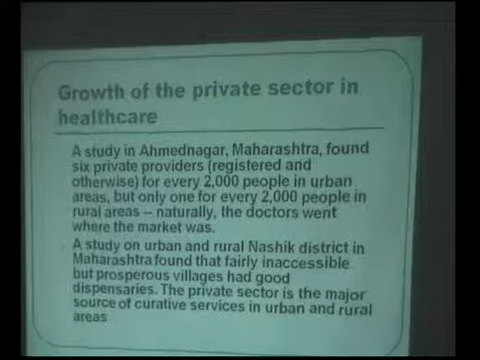 Growth of the private sector in
healthcare
A study in Ahmednagar, Maharashtra, found
six private providers (registered and
otherwise) for every 2,000 people in urban
areas, but only one for every 2,000 people in
rural areas – naturally, the doctors went
where the market was.
A study on urban and rural Nashik district in
Maharashtra found that fairly inaccessible
but prosperous villages had good
dispensaries. The private sector is the major
source of curative services in urban and rural
areas